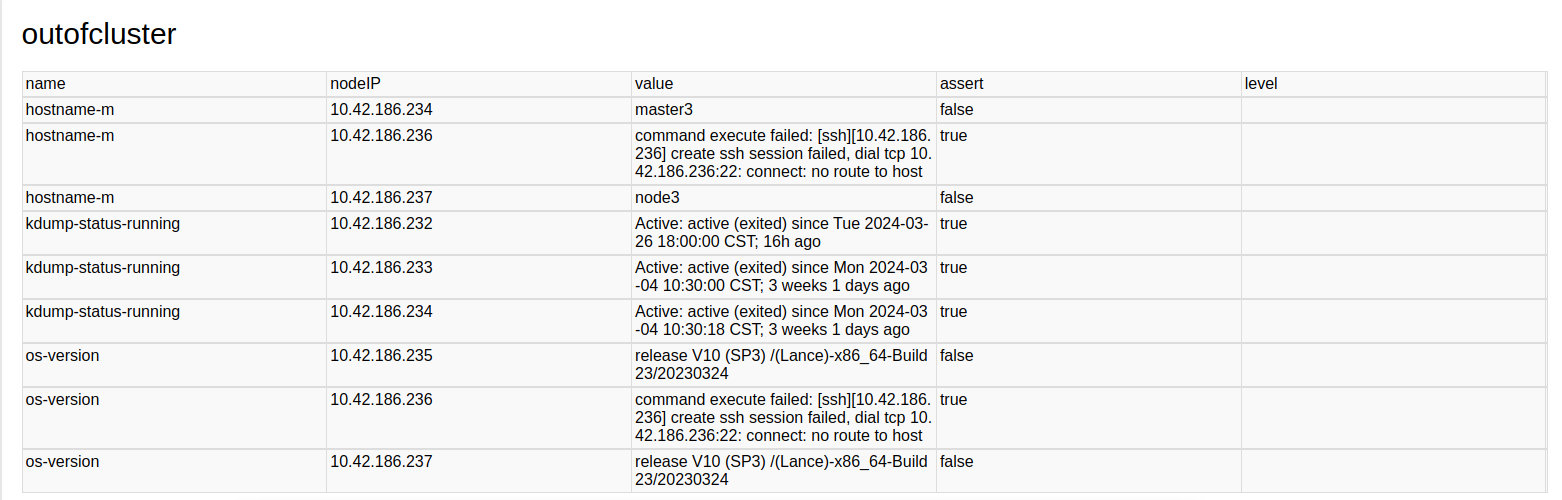 outofcluster
name nodeIP value assert level
hostname-m 10.42.186.234 master3 false
hostname-m 10.42.186.236 command execute failed: [ssh][10.42.186. true
236] create ssh session failed, dial tcp 10.
42.186.236:22: connect: no route to host
hostname-m 10.42.186.237 node3 false
kdump-status-running 10.42.186.232 Active: active (exited) since Tue 2024-03- true
26 18:00:00 CST; 16h ago
kdump-status-running 10.42.186.233 Active: active (exited) since Mon 2024-03 true
-04 10:30:00 CST; 3 weeks 1 days ago
kdump-status-running 10.42.186.234 Active: active (exited) since Mon 2024-03 true
-04 10:30:18 CST; 3 weeks 1 days ago
os-version 10.42.186.235 release V10 (SP3) /(Lance)-x86_64-Build false
23/20230324
os-version 10.42.186.236 command execute failed: [ssh][10.42.186. true
236] create ssh session failed, dial tcp 10.
42.186.236:22: connect: no route to host
os-version 10.42.186.237 release V10 (SP3) /(Lance)-x86_64-Build false
23/20230324